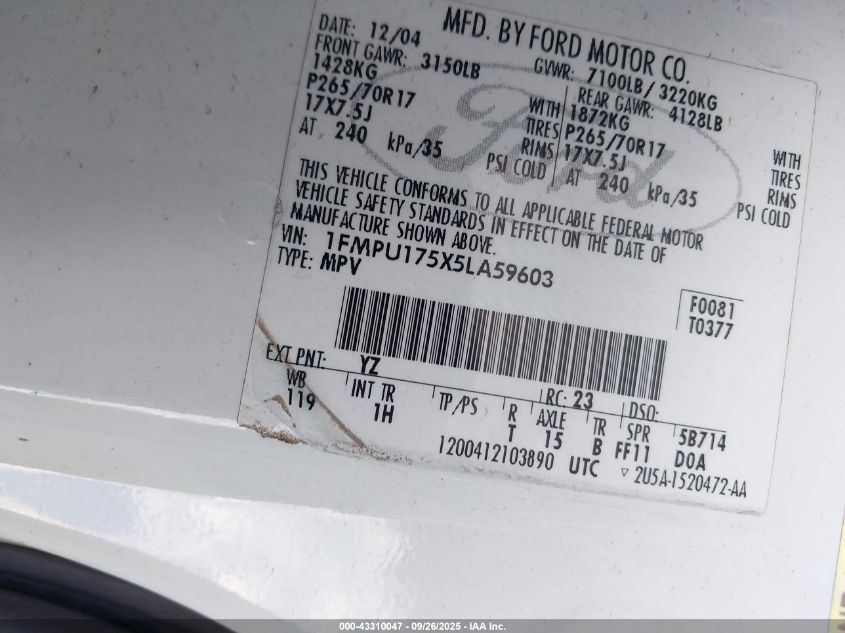 MFD. BY FORD MOTOR CO.
DATE: 12/04 GVWR: 7100LB/ 3220KG
FRONT GAWR: 3150LB REAR GAWR: 4128LB
1428KG WITH 1872KG WITH
P265/70R17 TIRES P265/70R17 TIRES
17X7.5J RIMS 17X7.5J RIMS
AT 240 kPa/35 PSI COLD AT 240 kPa/35 PSI COLD
Ford
THIS VEHICLE CONFORMS TO ALL APPLICABLE FEDERAL MOTOR
VEHICLE SAFETY STANDARDS IN EFFECT ON THE DATE OF
MANUFACTURE SHOWN ABOVE.
VIN: 1FMPU175X5LA59603
TYPE: MPV
F0081
T0377
EXT PNT: YZ RC: 23 DSO:
WB INT TR TP/PS R AXLE TR SPR 5B714
119 1H T 15 B FF11 D0A
1200412103890 UTC ▽ 2U5A-1520472-AA
000-43310047 - 09/26/2025 - IAA Inc.